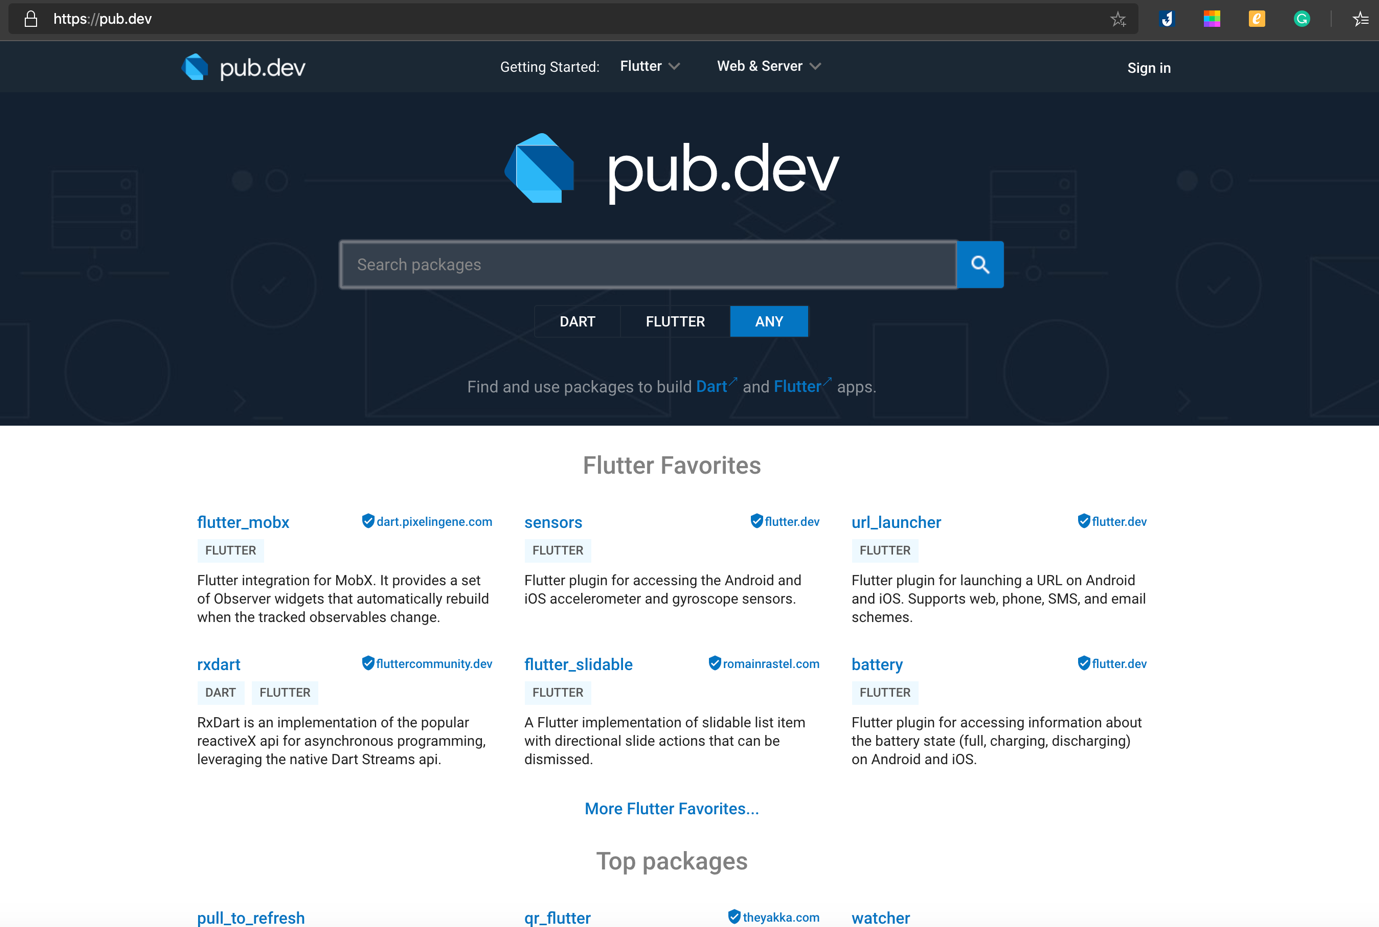 https://pub.dev
pub.dev
Getting Started:
Flutter
Web & Server
Sign in
pub.dev
Search packages
DART
FLUTTER
ANY
Find and use packages to build Dart↗ and Flutter↗ apps.
Flutter Favorites
flutter_mobx
dart.pixelingene.com
FLUTTER
Flutter integration for MobX. It provides a set
of Observer widgets that automatically rebuild
when the tracked observables change.
sensors
flutter.dev
FLUTTER
Flutter plugin for accessing the Android and
iOS accelerometer and gyroscope sensors.
url_launcher
flutter.dev
FLUTTER
Flutter plugin for launching a URL on Android
and iOS. Supports web, phone, SMS, and email
schemes.
rxdart
fluttercommunity.dev
DART
FLUTTER
RxDart is an implementation of the popular
reactiveX api for asynchronous programming,
leveraging the native Dart Streams api.
flutter_slidable
romainrastel.com
FLUTTER
A Flutter implementation of slidable list item
with directional slide actions that can be
dismissed.
battery
flutter.dev
FLUTTER
Flutter plugin for accessing information about
the battery state (full, charging, discharging)
on Android and iOS.
More Flutter Favorites...
Top packages
pull_to_refresh
qr_flutter
theyakka.com
watcher